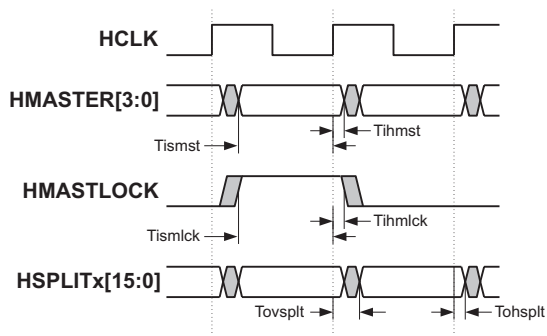 HCLK
HMASTER[3:0]
Tismst
Tihmst
HMASTLOCK
Tismlck
Tihmlck
HSPLITx[15:0]
Tovsplt
Tohsplt